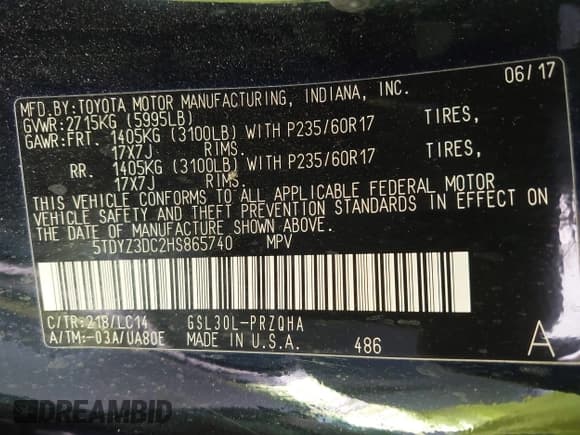 06/17
MFD.BY:TOYOTA MOTOR MANUFACTURING, INDIANA, INC.
GVWR:2715KG (5995LB)
GAWR:FRT. 1405KG (3100LB) WITH P235/60R17 TIRES,
17X7J RIMS.
RR. 1405KG (3100LB) WITH P235/60R17 TIRES,
17X7J RIMS.
THIS VEHICLE CONFORMS TO ALL APPLICABLE FEDERAL MOTOR
VEHICLE SAFETY AND THEFT PREVENTION STANDARDS IN EFFECT ON
THE DATE OF MANUFACTURE SHOWN ABOVE.
5TDYZ3DC2HS865740 MPV
C/TR:218/LC14 GSL30L-PRZQHA
A/TM:-03A/UA80E MADE IN U.S.A. 486 A
DREAMBID